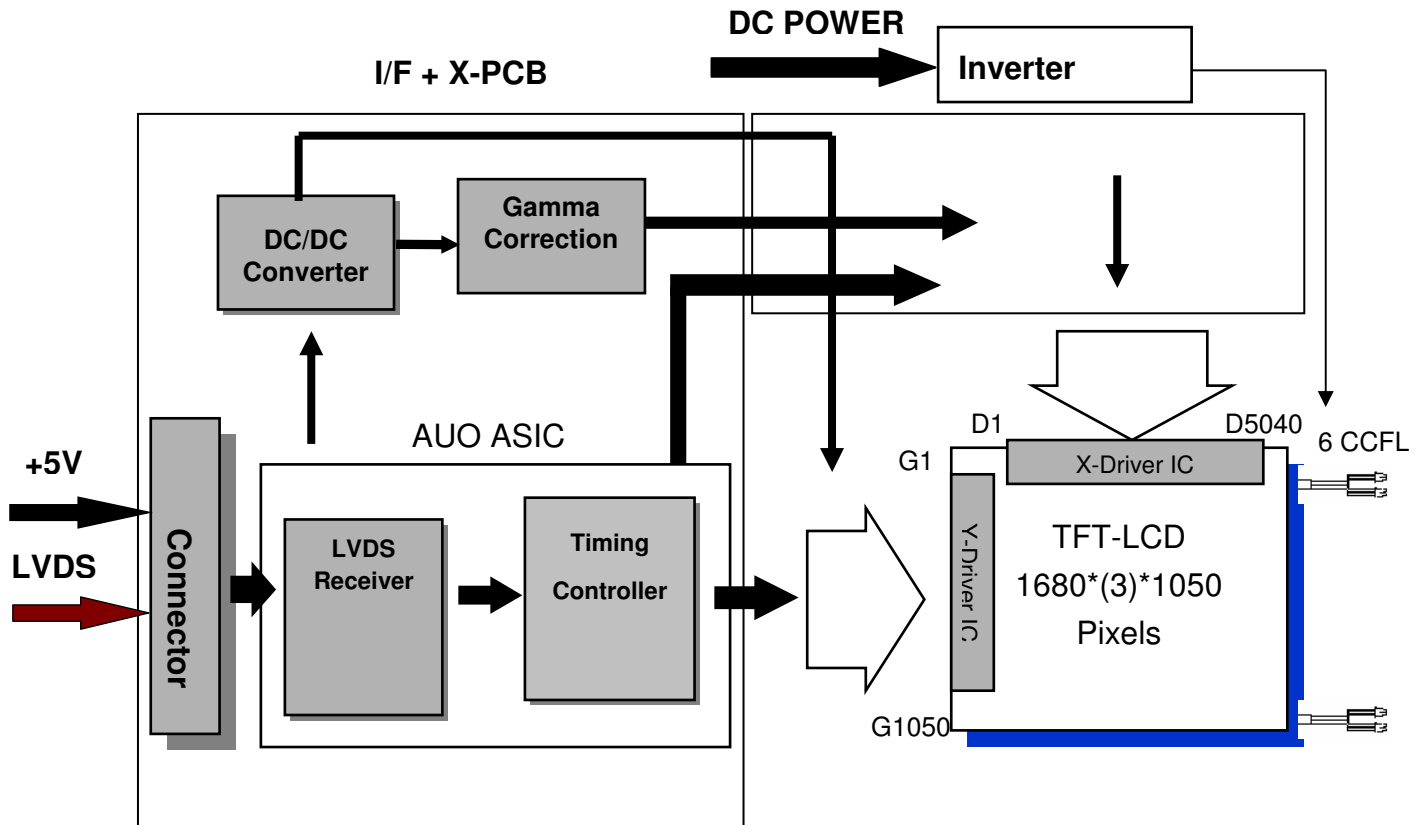 DC POWER
Inverter
I/F + X-PCB
Gamma
Correction
DC/DC
Converter
AUO ASIC
D1
D5040
6 CCFL
G1
X-Driver IC
+5V
Connector
LVDS
Receiver
Timing
Controller
Y-Driver IC
TFT-LCD
1680*(3)*1050
Pixels
LVDS
G1050